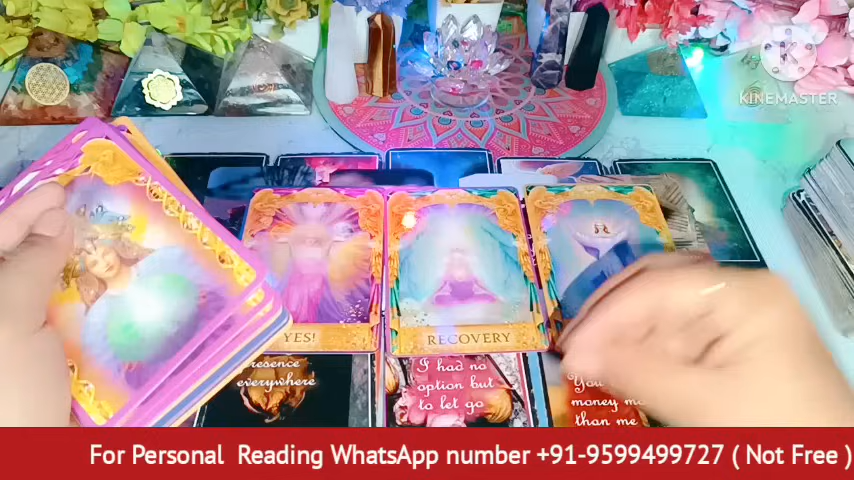 KINEMASTER
YES!
RECOVERY
presence
everywhere
I had no
option but
to let go
You
money mo
than me
For Personal Reading WhatsApp number +91-9599499727 ( Not Free )